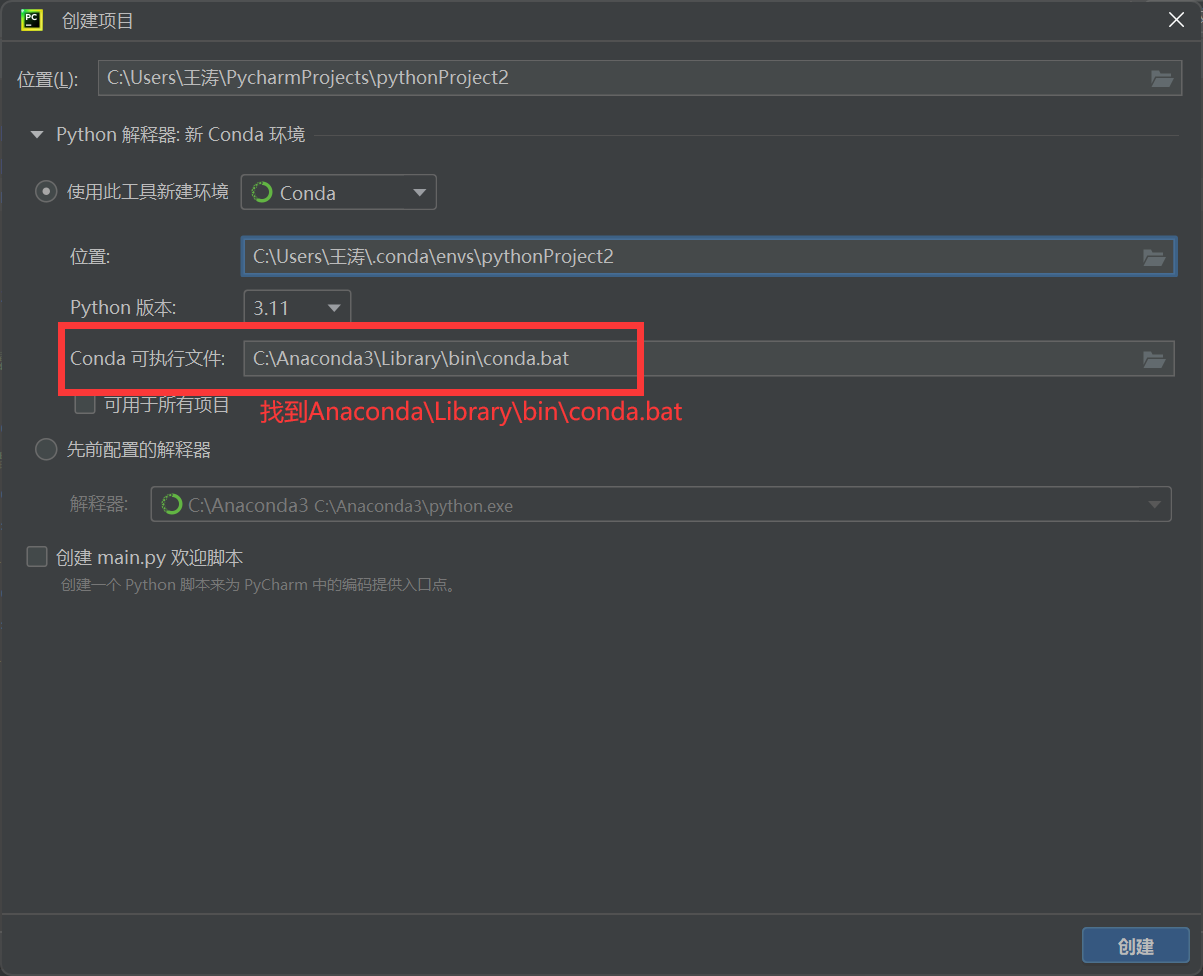 PC
创建项目
位置(L): C:\Users\王涛\PycharmProjects\pythonProject2
Python 解释器: 新 Conda 环境
使用此工具新建环境 Conda
位置: C:\Users\王涛\.conda\envs\pythonProject2
Python 版本: 3.11
Conda 可执行文件: C:\Anaconda3\Library\bin\conda.bat
可用于所有项目 找到Anaconda\Library\bin\conda.bat
先前配置的解释器
解释器: C:\Anaconda3 C:\Anaconda3\python.exe
创建 main.py 欢迎脚本
创建一个 Python 脚本来为 PyCharm 中的编码提供入口点。
创建